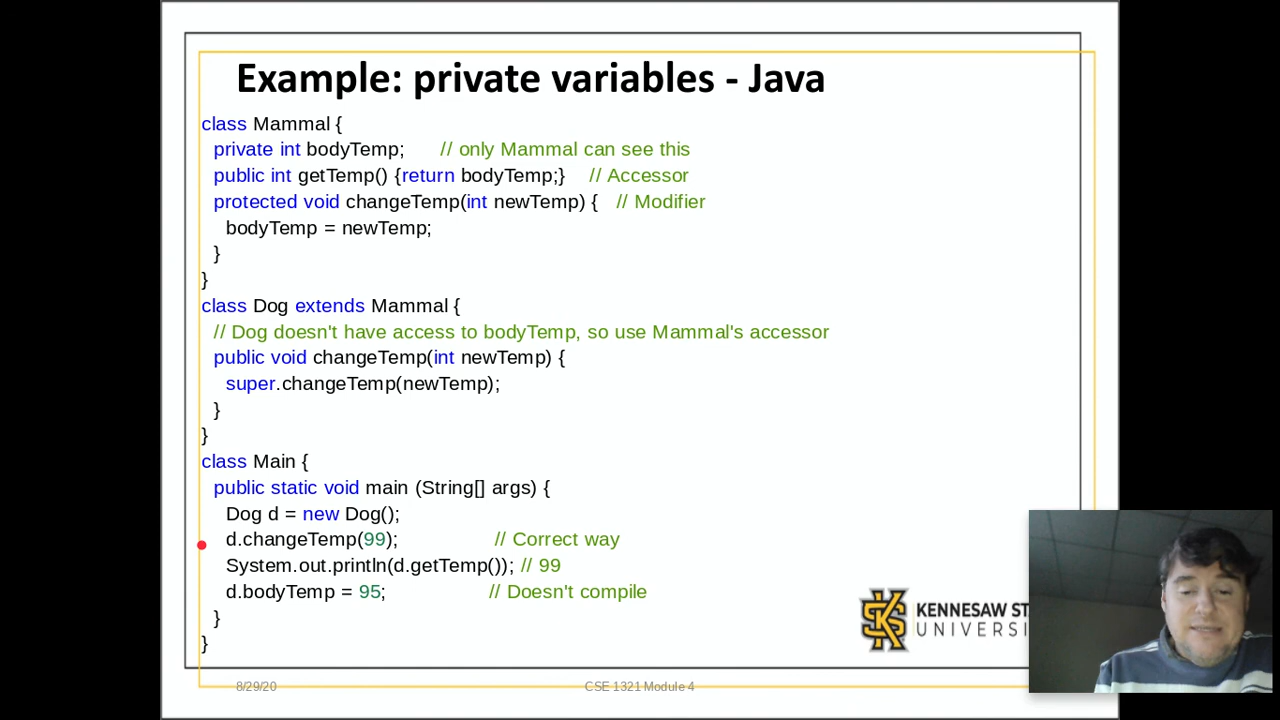 Example: private variables - Java
class Mammal {
private int bodyTemp; // only Mammal can see this
public int getTemp() {return bodyTemp;} // Accessor
protected void changeTemp(int newTemp) { // Modifier
bodyTemp = newTemp;
}
}
class Dog extends Mammal {
// Dog doesn't have access to bodyTemp, so use Mammal's accessor
public void changeTemp(int newTemp) {
super.changeTemp(newTemp);
}
}
class Main {
public static void main (String[] args) {
Dog d = new Dog();
d.changeTemp(99); // Correct way
System.out.println(d.getTemp()); // 99
d.bodyTemp = 95; // Doesn't compile
}
}
KENNESAW ST
UNIVERSI
8/29/20
CSE 1321 Module 4